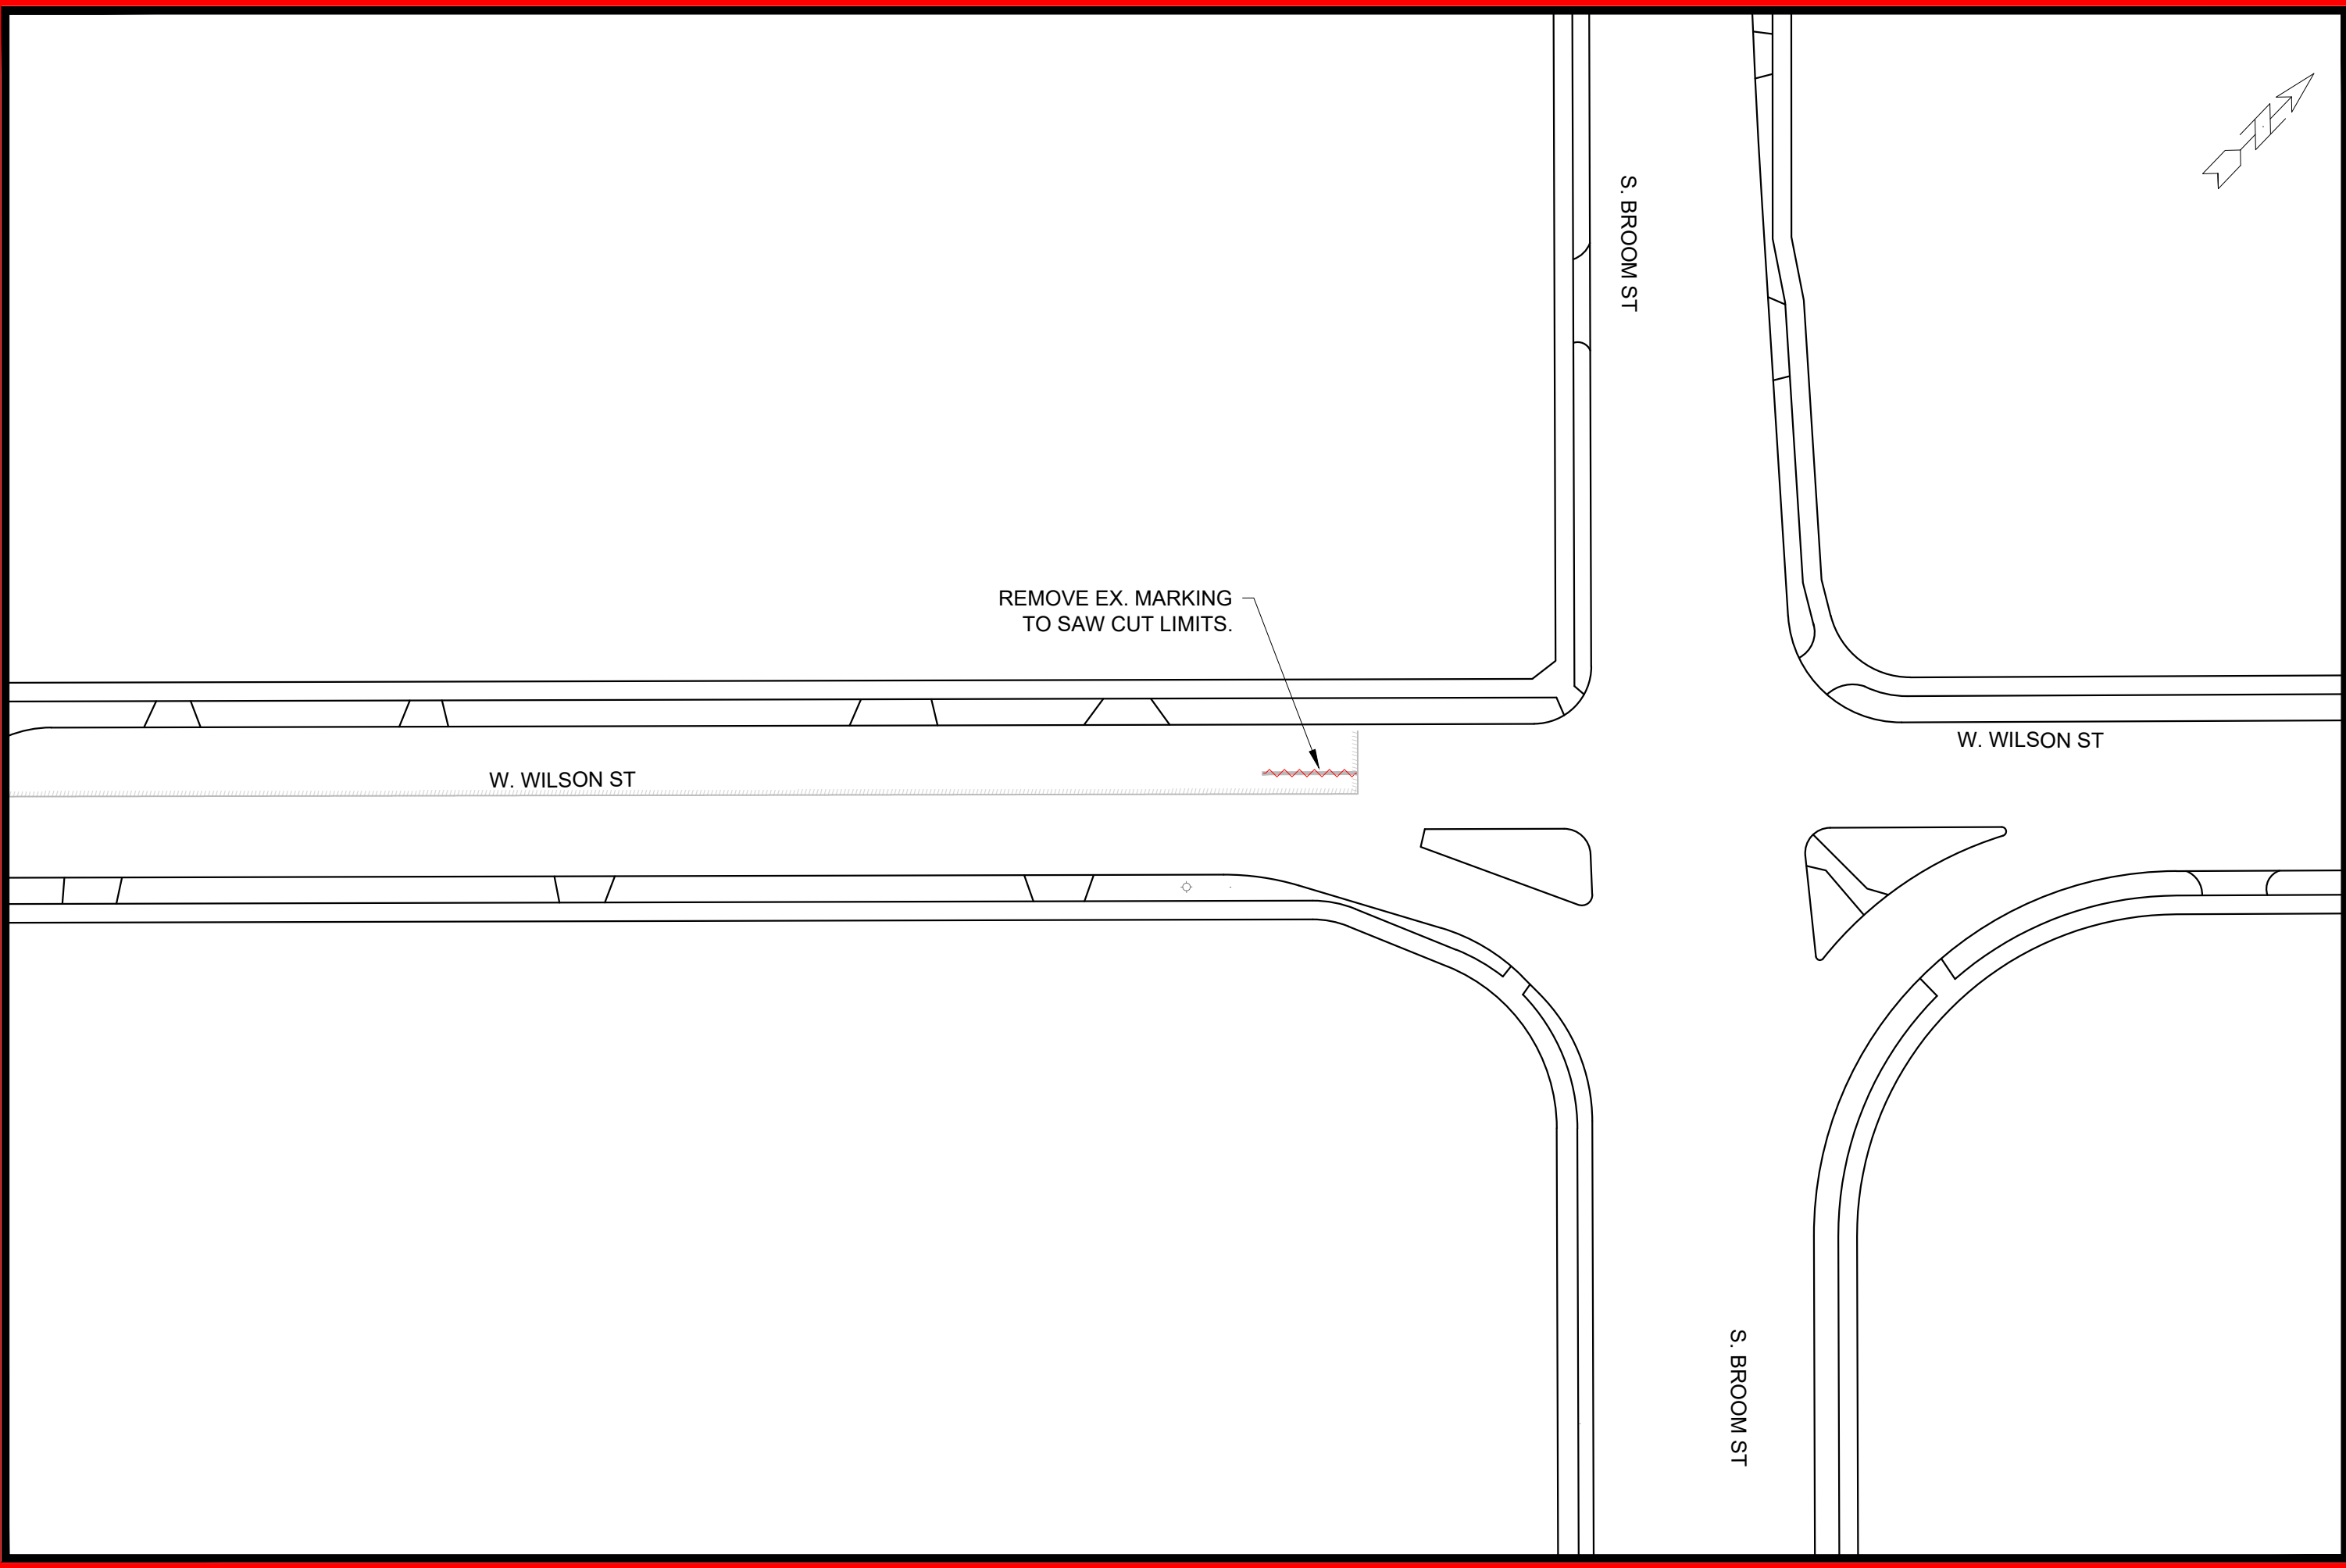 S. BROOM ST
REMOVE EX. MARKING
TO SAW CUT LIMITS.
W. WILSON ST
W. WILSON ST
S. BROOM ST